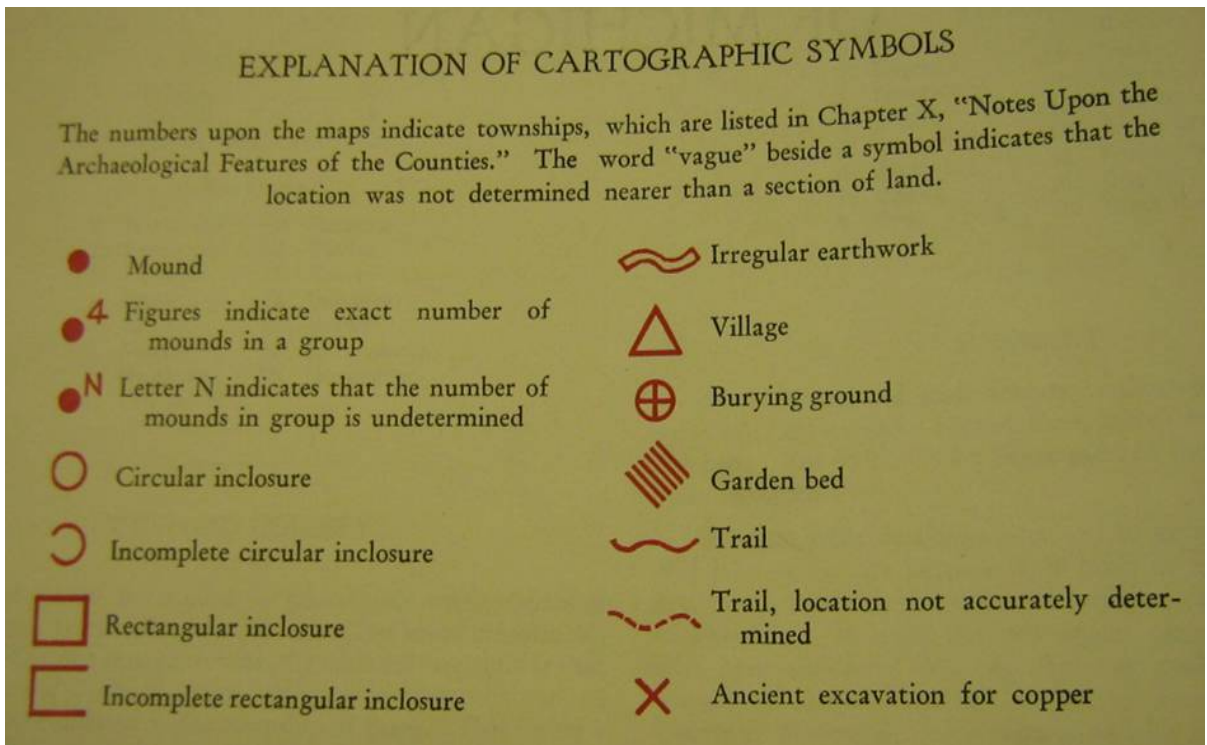 EXPLANATION OF CARTOGRAPHIC SYMBOLS
The numbers upon the maps indicate townships, which are listed in Chapter X, "Notes Upon the
Archaeological Features of the Counties." The word "vague" beside a symbol indicates that the
location was not determined nearer than a section of land.
Mound
4 Figures indicate exact number of
mounds in a group
N Letter N indicates that the number of
mounds in group is undetermined
Circular inclosure
Incomplete circular inclosure
Rectangular inclosure
Incomplete rectangular inclosure
Irregular earthwork
Village
Burying ground
Garden bed
Trail
Trail, location not accurately deter-
mined
Ancient excavation for copper